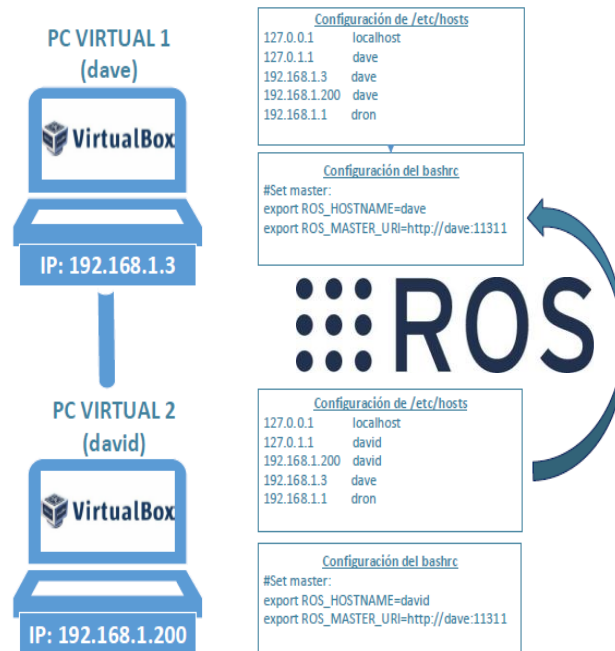 PC VIRTUAL 1
(dave)
VirtualBox
IP: 192.168.1.3
Configuración de /etc/hosts
127.0.0.1 localhost
127.0.1.1 dave
192.168.1.3 dave
192.168.1.200 dave
192.168.1.1 dron
Configuración del bashrc
#Set master:
export ROS_HOSTNAME=dave
export ROS_MASTER_URI=http://dave:11311
ROS
PC VIRTUAL 2
(david)
VirtualBox
IP: 192.168.1.200
Configuración de /etc/hosts
127.0.0.1 localhost
127.0.1.1 david
192.168.1.200 david
192.168.1.3 dave
192.168.1.1 dron
Configuración del bashrc
#Set master:
export ROS_HOSTNAME=david
export ROS_MASTER_URI=http://dave:11311